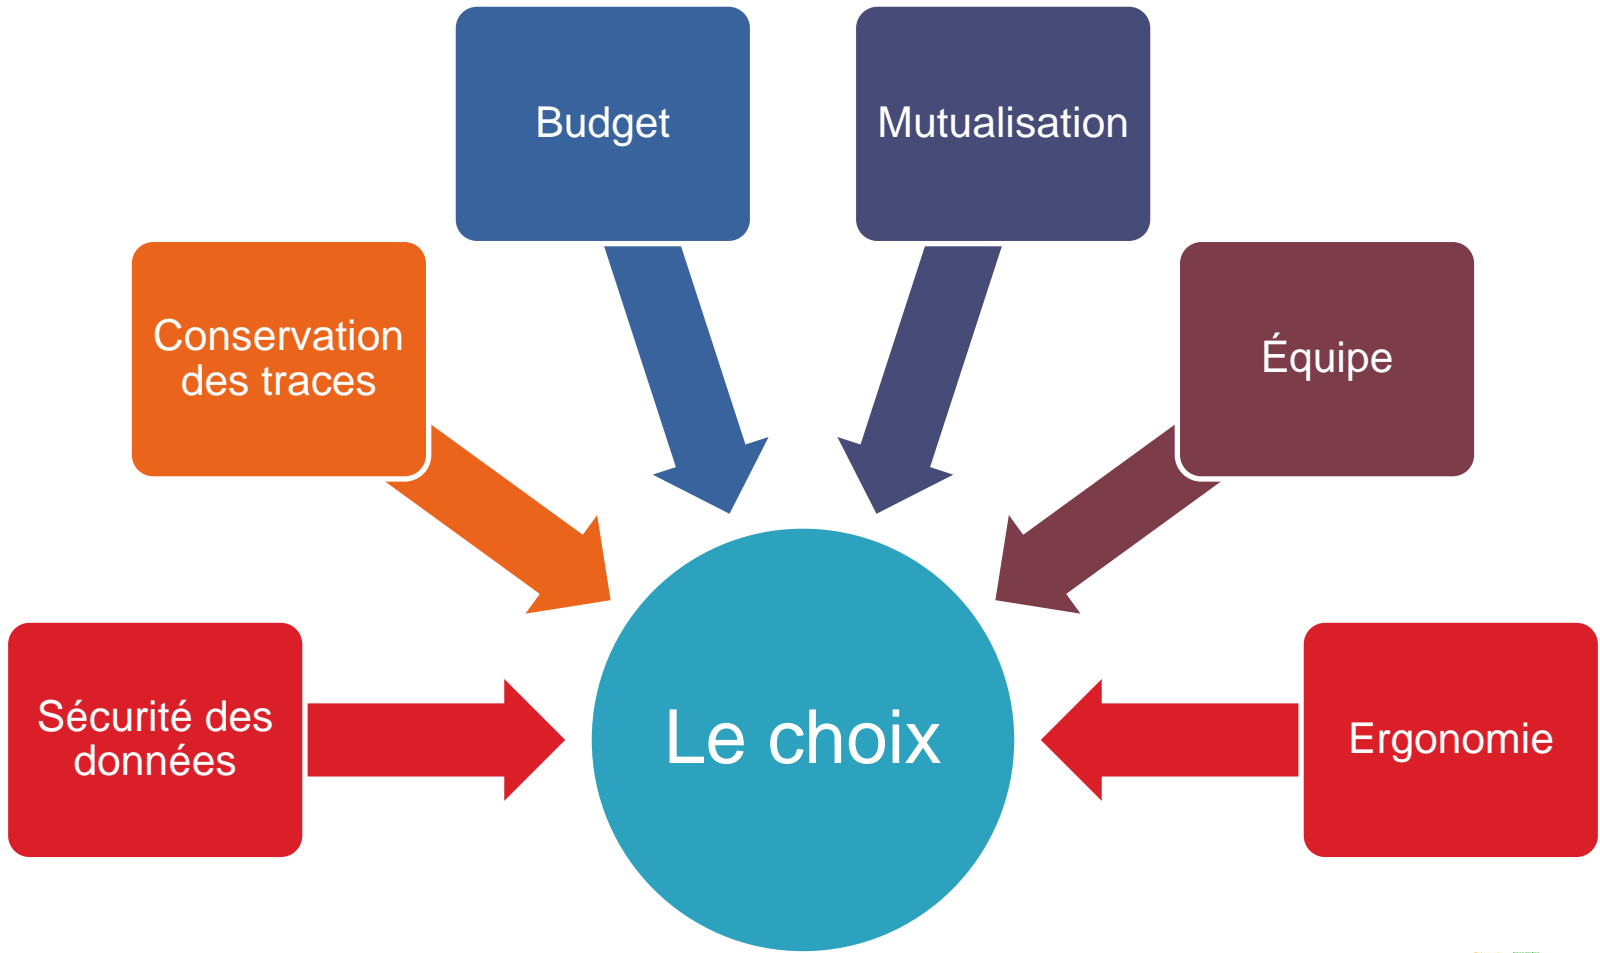 Budget
Mutualisation
Conservation
des traces
Équipe
Sécurité des
données
Le choix
Ergonomie